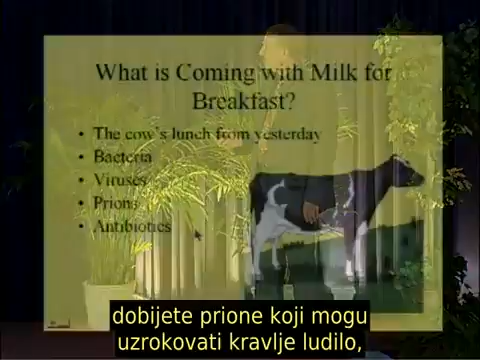 What is Coming with Milk for
Breakfast?
• The cow's lunch from yesterday
• Bacteria
• Viruses
• Prions
• Antibiotics
dobijete prione koji mogu
uzrokovati kravlje ludilo,